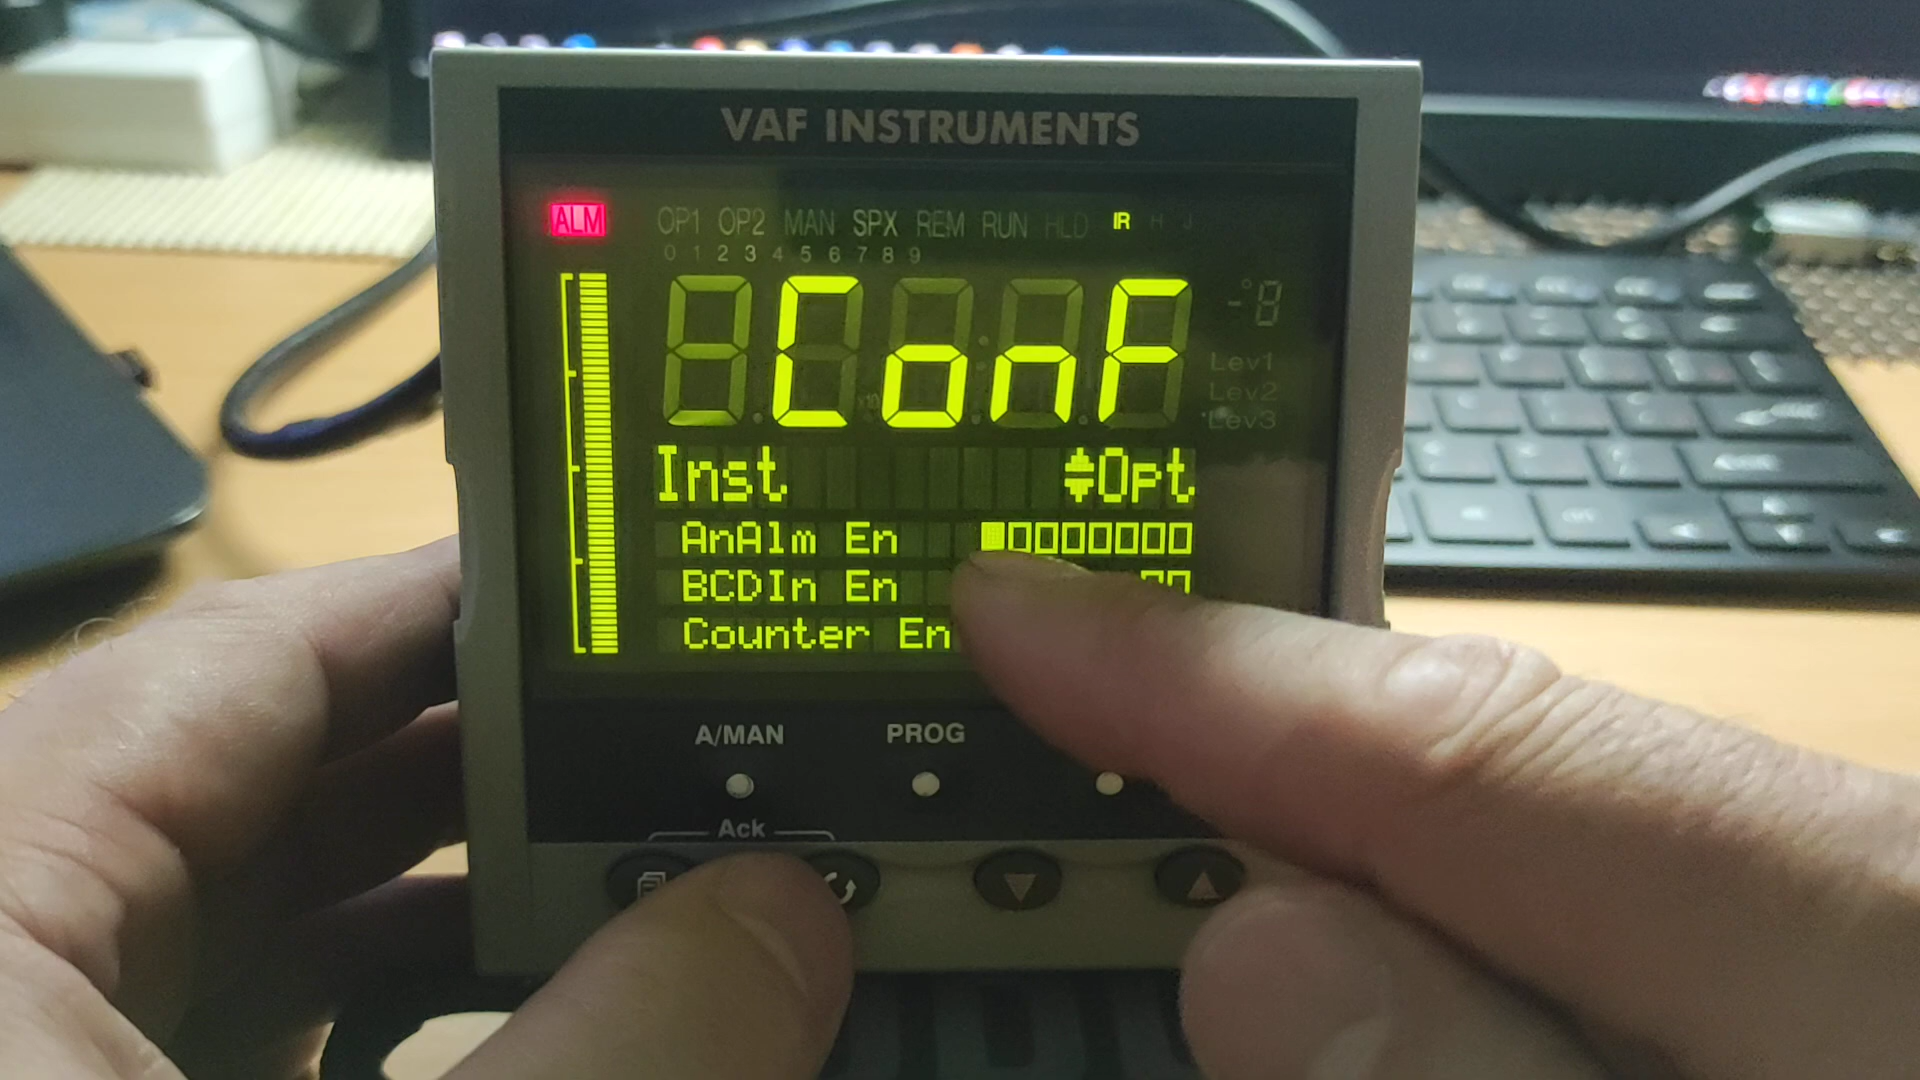 VAF INSTRUMENTS
ALM OP1 OP2 MAN SPX REM RUN HLD IR H J
0 1 2 3 4 5 6 7 8 9
ConF
Lev1
Lev2
Lev3
Inst Opt
AnAlm En
BCDIn En
Counter En
A/MAN PROG
Ack